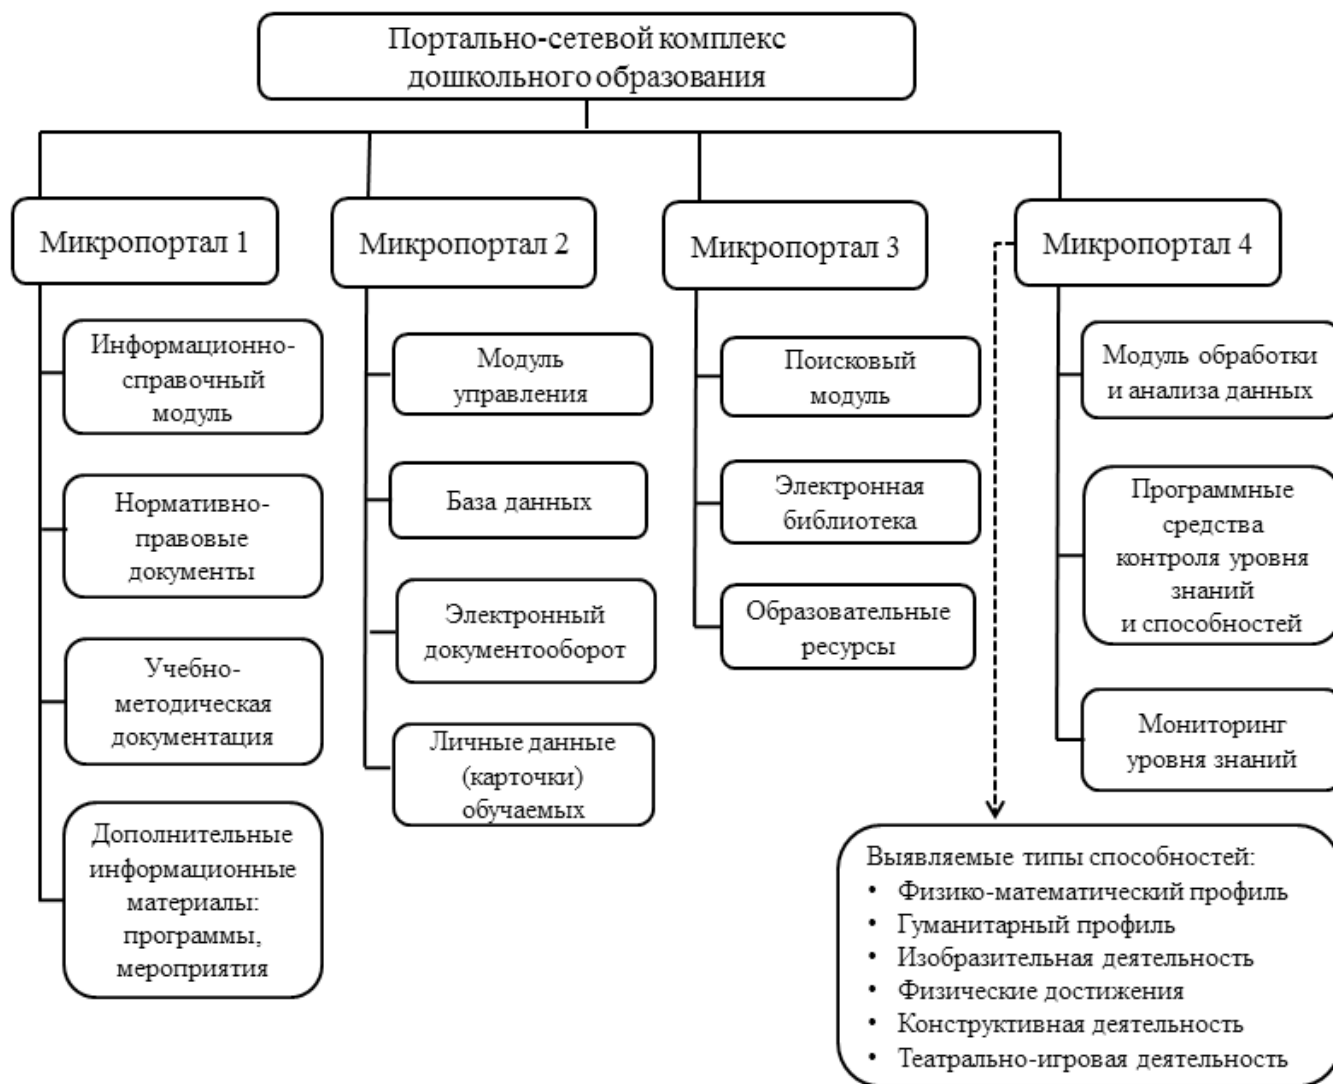 Портально-сетевой комплекс
дошкольного образования
Микропортал 1
Информационно-
справочный
модуль
Нормативно-
правовые
документы
Учебно-
методическая
документация
Дополнительные
информационные
материалы:
программы,
мероприятия
Микропортал 2
Модуль
управления
База данных
Электронный
документооборот
Личные данные
(карточки)
обучаемых
Микропортал 3
Поисковый
модуль
Электронная
библиотека
Образовательные
ресурсы
Микропортал 4
Модуль обработки
и анализа данных
Программные
средства
контроля уровня
знаний
и способностей
Мониторинг
уровня знаний
Выявляемые типы способностей:
• Физико-математический профиль
• Гуманитарный профиль
• Изобразительная деятельность
• Физические достижения
• Конструктивная деятельность
• Театрально-игровая деятельность